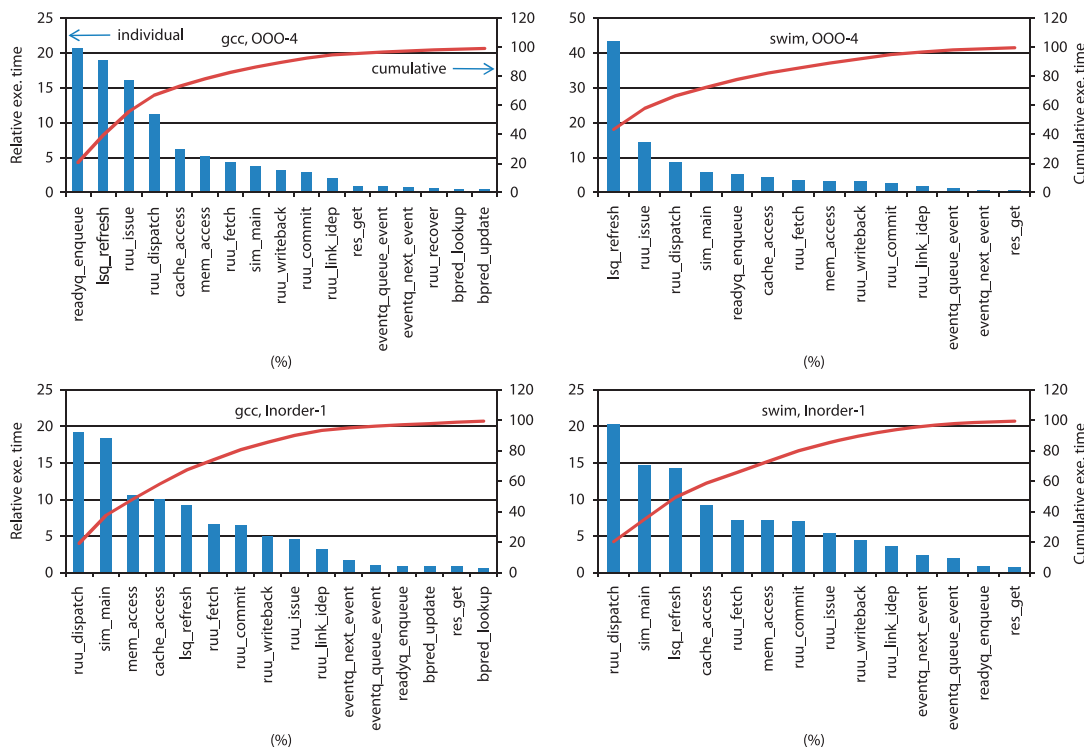 25
20
15
10
5
0
Relative exe. time
individual
gcc, OOO-4
cumulative
120
100
80
60
40
20
0
readyq_enqueue
lsq_refresh
ruu_issue
ruu_dispatch
cache_access
mem_access
ruu_fetch
sim_main
ruu_writeback
ruu_commit
ruu_link_idep
res_get
eventq_queue_event
eventq_next_event
ruu_recover
bpred_lookup
bpred_update
(%)
50
40
30
20
10
0
swim, OOO-4
120
100
80
60
40
20
0
Cumulative exe. time
lsq_refresh
ruu_issue
ruu_dispatch
sim_main
readyq_enqueue
cache_access
ruu_fetch
mem_access
ruu_writeback
ruu_commit
ruu_link_idep
eventq_queue_event
eventq_next_event
res_get
(%)
25
20
15
10
5
0
Relative exe. time
gcc, Inorder-1
120
100
80
60
40
20
0
ruu_dispatch
sim_main
mem_access
cache_access
lsq_refresh
ruu_fetch
ruu_commit
ruu_writeback
ruu_issue
ruu_link_idep
eventq_next_event
eventq_queue_event
readyq_enqueue
bpred_update
res_get
bpred_lookup
(%)
25
20
15
10
5
0
swim, Inorder-1
120
100
80
60
40
20
0
Cumulative exe. time
ruu_dispatch
sim_main
lsq_refresh
cache_access
ruu_fetch
mem_access
ruu_commit
ruu_issue
ruu_writeback
ruu_link_idep
eventq_next_event
eventq_queue_event
readyq_enqueue
res_get
(%)